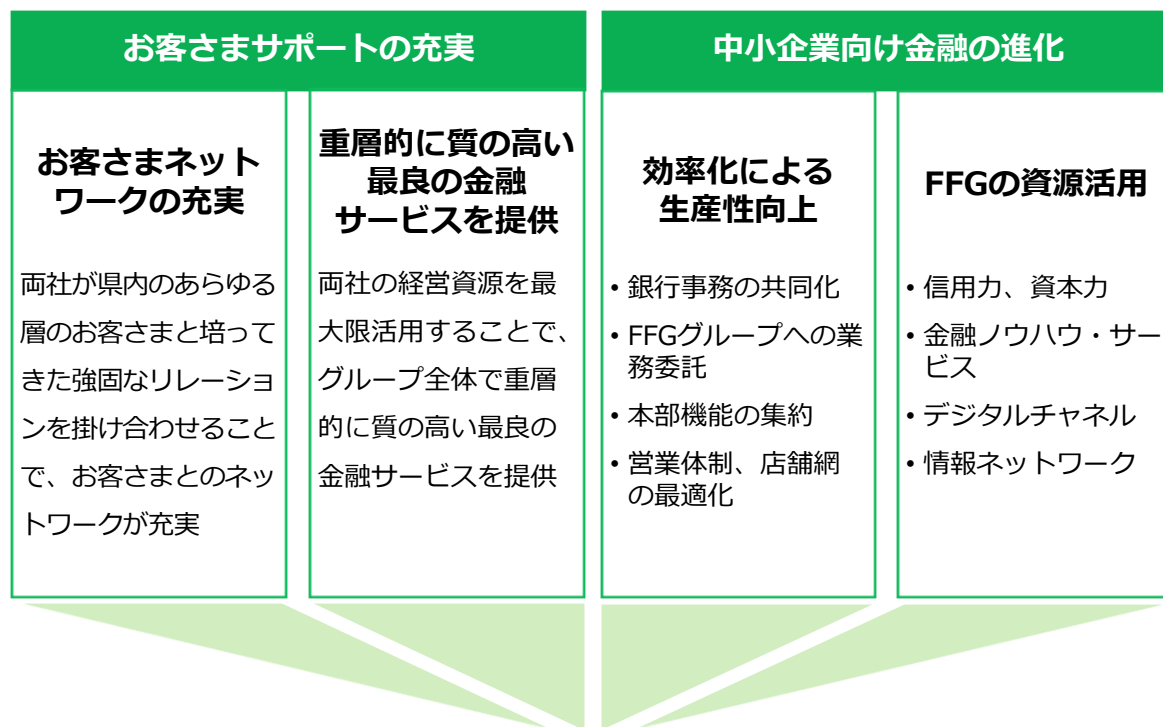 お客さまサポートの充実
お客さまネット
ワークの充実
両社が県内のあらゆる
層のお客さまと培って
きた強固なリレーショ
ンを掛け合わせること
で、お客さまとのネッ
トワークが充実
重層的に質の高い
最良の金融
サービスを提供
両社の経営資源を最
大限活用することで、
グループ全体で重層
的に質の高い最良の
金融サービスを提供
中小企業向け金融の進化
効率化による
生産性向上
• 銀行事務の共同化
• FFGグループへの業
務委託
• 本部機能の集約
• 営業体制、店舗網
の最適化
FFGの資源活用
• 信用力、資本力
• 金融ノウハウ・サー
ビス
• デジタルチャネル
• 情報ネットワーク